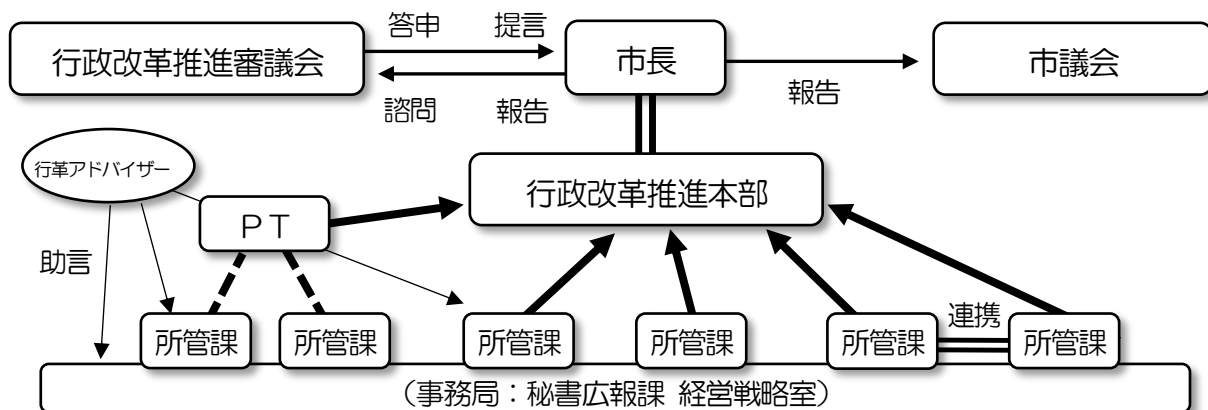 答申 提言
行政改革推進審議会
市長
市議会
諮問 報告
報告
行革アドバイザー
行政改革推進本部
ＰＴ
助言
所管課
所管課
所管課
所管課
所管課
連携
所管課
（事務局：秘書広報課 経営戦略室）